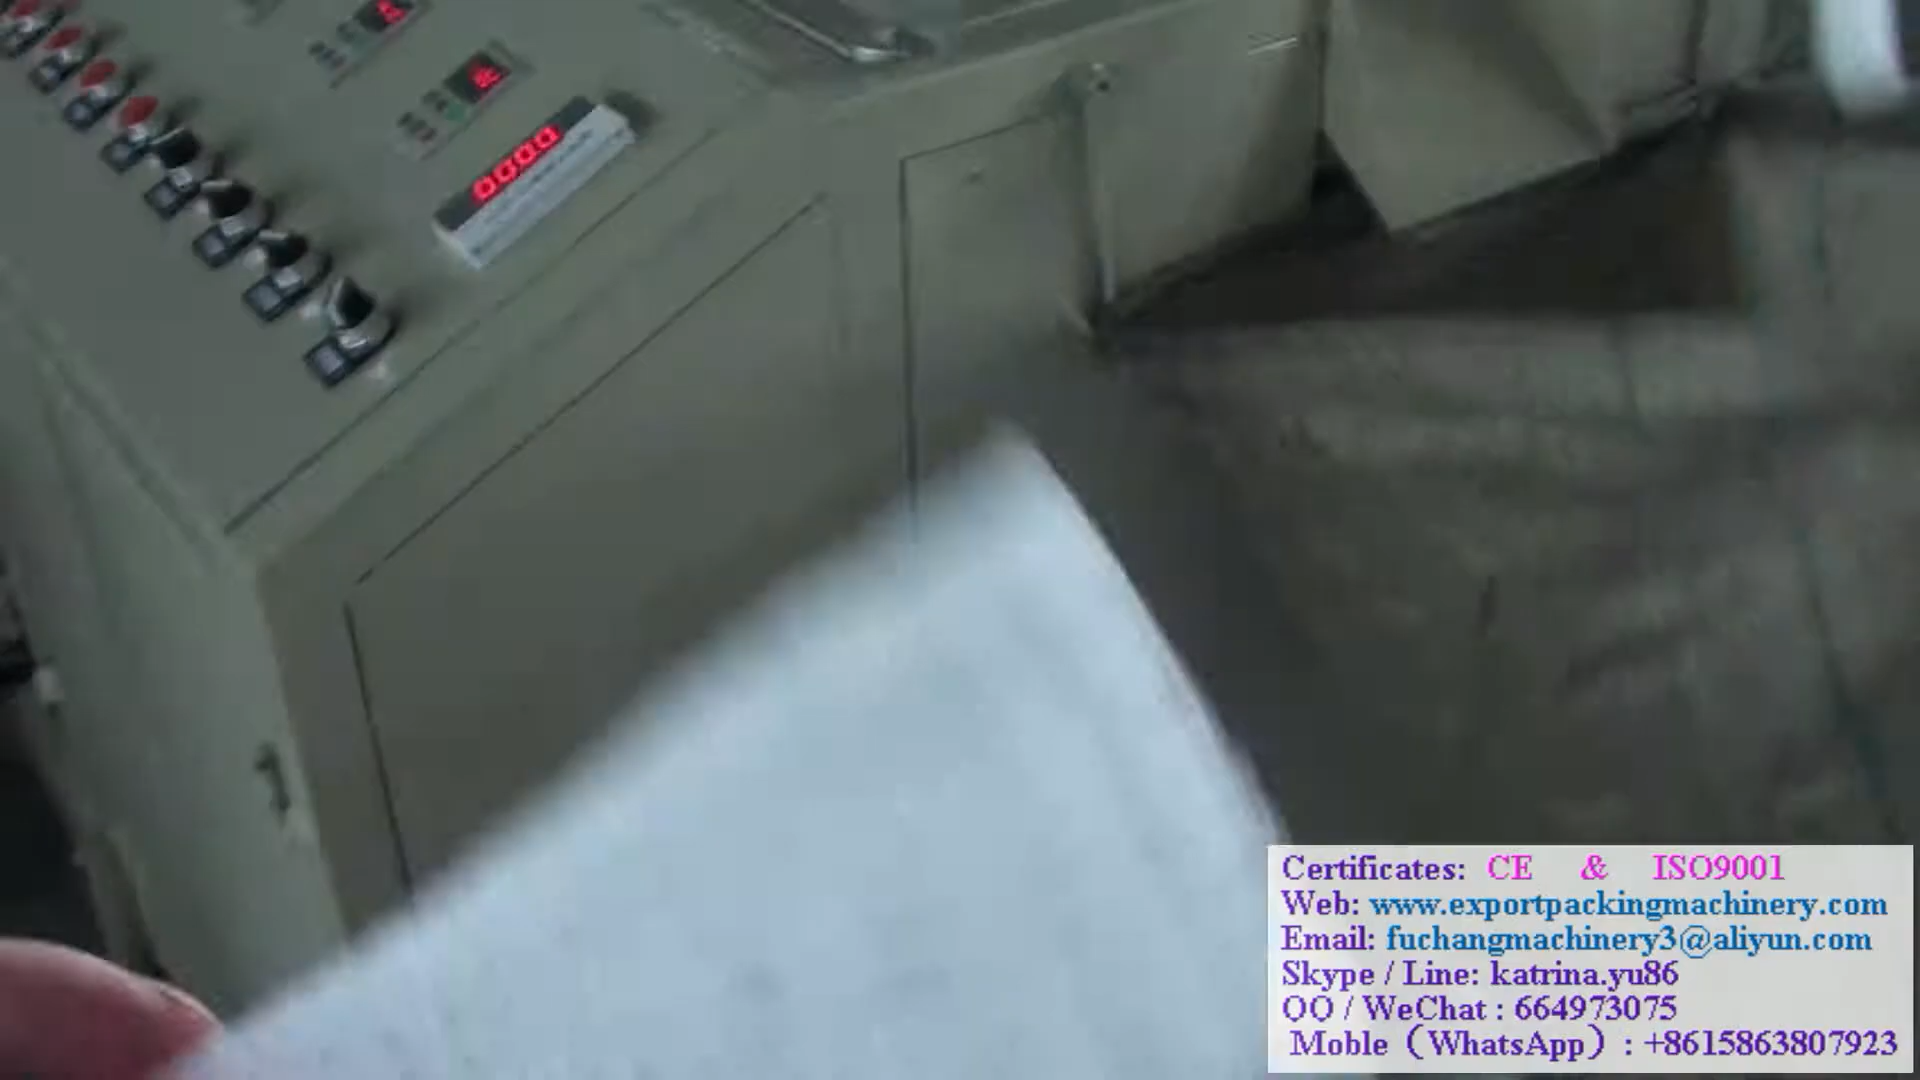 Certificates: CE & ISO9001
Web: www.exportpackingmachinery.com
Email: fuchangmachinery3@aliyun.com
Skype / Line: katrina.yu86
QQ / WeChat : 664973075
Moble（WhatsApp）: +8615863807923